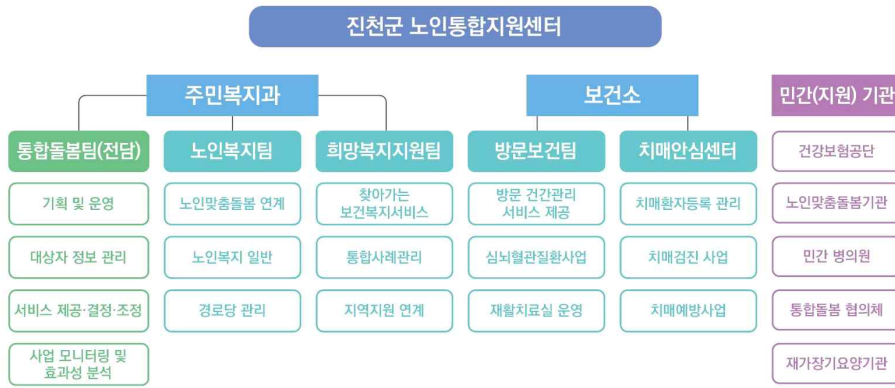 진천군 노인통합지원센터
주민복지과
보건소
민간(지원) 기관
통합돌봄팀(전담)
노인복지팀
희망복지지원팀
방문보건팀
치매안심센터
건강보험공단
기획 및 운영
노인맞춤돌봄 연계
찾아가는
보건복지서비스
방문 건간관리
서비스 제공
치매환자등록 관리
노인맞춤돌봄기관
대상자 정보 관리
노인복지 일반
통합사례관리
심뇌혈관질환사업
치매검진 사업
민간 병의원
서비스 제공·결정·조정
경로당 관리
지역지원 연계
재활치료실 운영
치매예방사업
통합돌봄 협의체
사업 모니터링 및
효과성 분석
재가장기요양기관